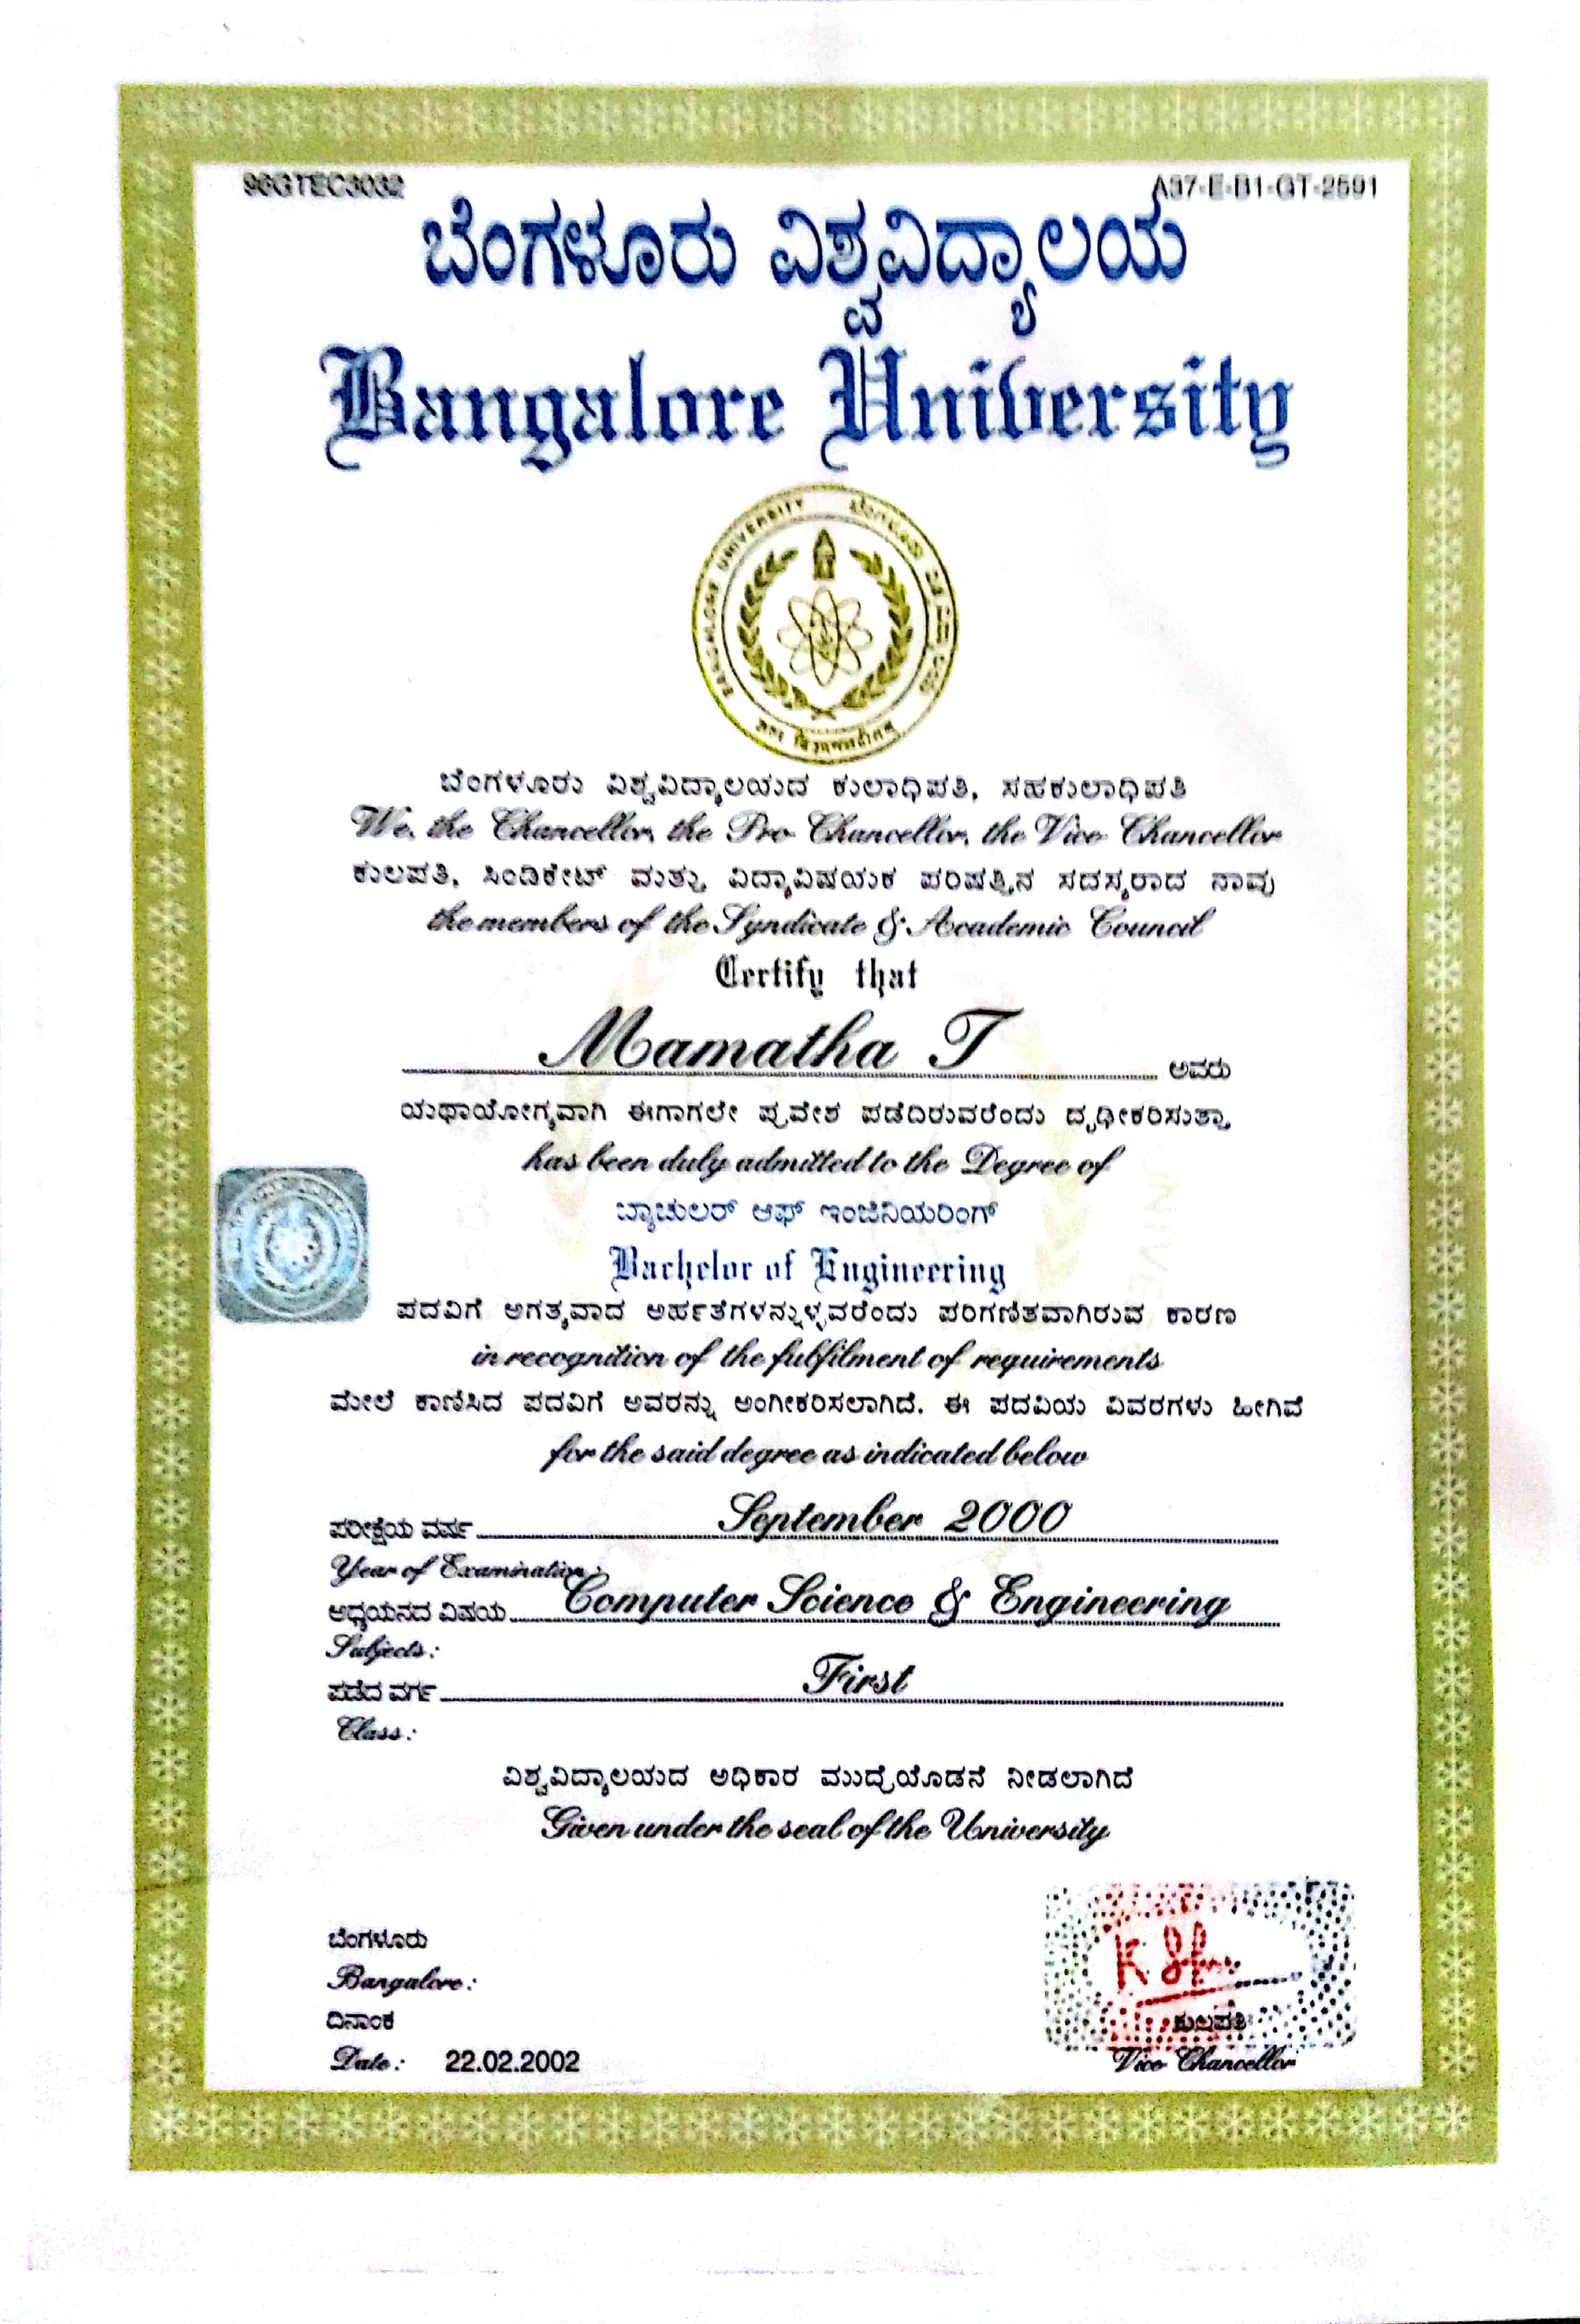 96GTEC3032
A37-E-B1-GT-2591
ಬೆಂಗಳೂರು ವಿಶ್ವವಿದ್ಯಾಲಯ
Bangalore University
BANGALORE UNIVERSITY
ಬೆಂಗಳೂರು ವಿಶ್ವವಿದ್ಯಾಲಯದ ಕುಲಾಧಿಪತಿ, ಸಹಕುಲಾಧಿಪತಿ
We, the Chancellor, the Pro Chancellor, the Vice Chancellor
ಕುಲಪತಿ, ಸಿಂಡಿಕೇಟ್ ಮತ್ತು ವಿದ್ಯಾವಿಷಯಕ ಪರಿಷತ್ತಿನ ಸದಸ್ಯರಾದ ನಾವು
the members of the Syndicate & Academic Council
Certify that
Mamatha T ಅವರು
ಯಥಾಯೋಗ್ಯವಾಗಿ ಈಗಾಗಲೇ ಪ್ರವೇಶ ಪಡೆದಿರುವರೆಂದು ದೃಢೀಕರಿಸುತ್ತಾ,
has been duly admitted to the Degree of
ಬ್ಯಾಚುಲರ್ ಆಫ್ ಇಂಜಿನಿಯರಿಂಗ್
Bachelor of Engineering
ಪದವಿಗೆ ಅಗತ್ಯವಾದ ಅರ್ಹತೆಗಳನ್ನುಳ್ಳವರೆಂದು ಪರಿಗಣಿತವಾಗಿರುವ ಕಾರಣ
in recognition of the fulfilment of requirements
ಮೇಲೆ ಕಾಣಿಸಿದ ಪದವಿಗೆ ಅವರನ್ನು ಅಂಗೀಕರಿಸಲಾಗಿದೆ. ಈ ಪದವಿಯ ವಿವರಗಳು ಹೀಗಿವೆ
for the said degree as indicated below
ಪರೀಕ್ಷೆಯ ವರ್ಷ September 2000
Year of Examination:
ಅಧ್ಯಯನದ ವಿಷಯ Computer Science & Engineering
Subjects:
ಪಡೆದ ವರ್ಗ First
Class:
ವಿಶ್ವವಿದ್ಯಾಲಯದ ಅಧಿಕಾರ ಮುದ್ರೆಯೊಡನೆ ನೀಡಲಾಗಿದೆ
Given under the seal of the University
ಬೆಂಗಳೂರು
Bangalore:
ದಿನಾಂಕ
Date: 22.02.2002
ಕುಲಪತಿ
Vice Chancellor